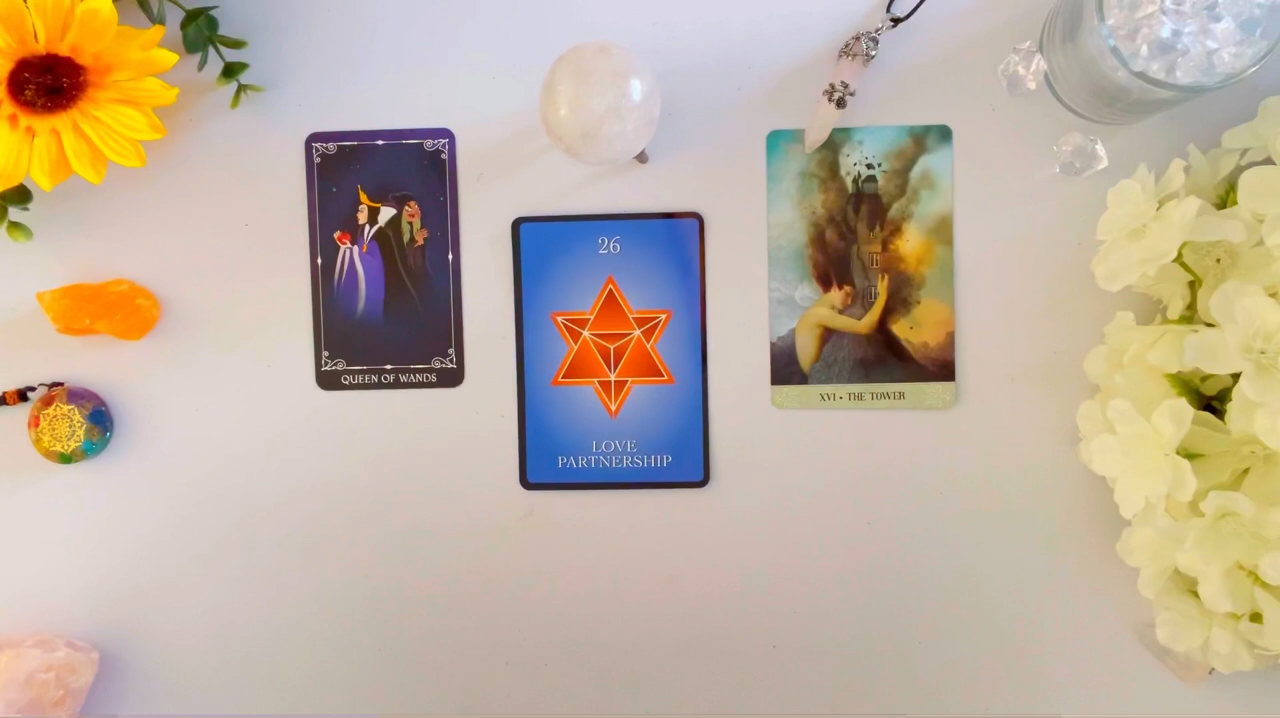 QUEEN OF WANDS
26
LOVE
PARTNERSHIP
XVI • THE TOWER